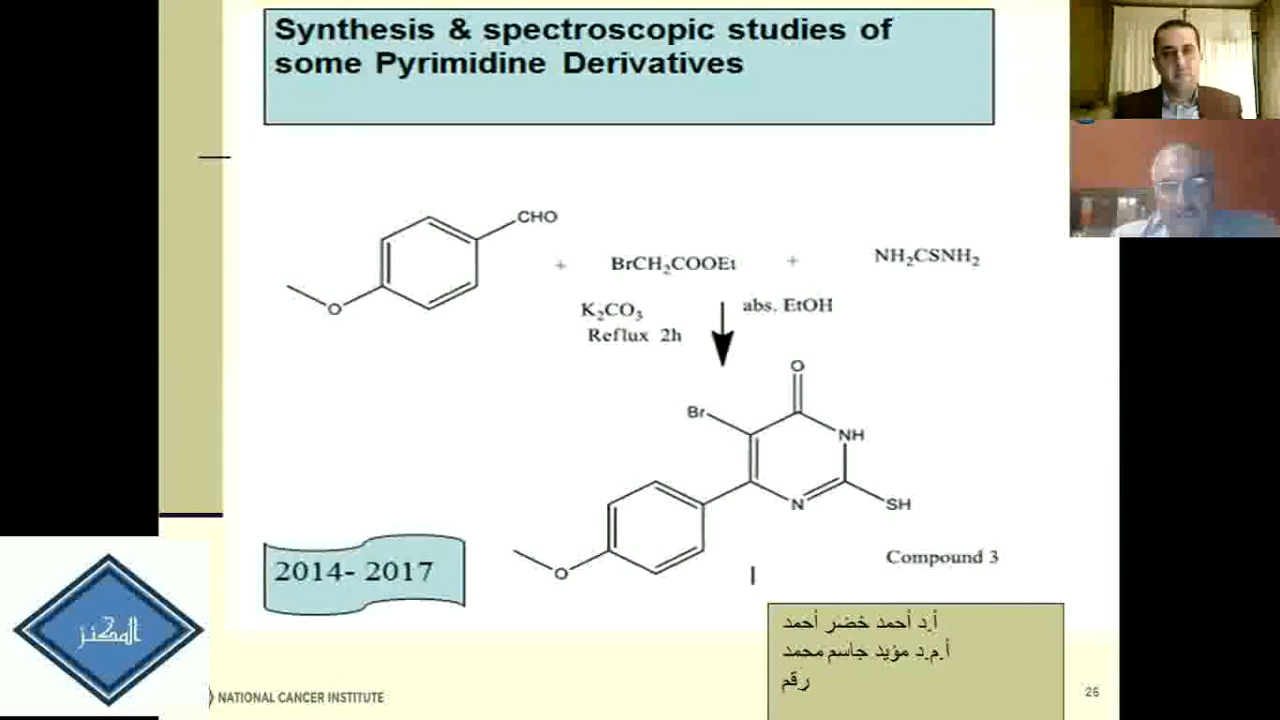 Synthesis & spectroscopic studies of
some Pyrimidine Derivatives
CHO
+
BrCH₂COOEt
+
NH₂CSNH₂
O
K₂CO₃
abs. EtOH
Reflux 2h
O
Br
NH
N
SH
O
Compound 3
I
2014- 2017
المكنز
أ.د أحمد خضر أحمد
أ.م.د مؤيد جاسم محمد
رقم
NATIONAL CANCER INSTITUTE
26